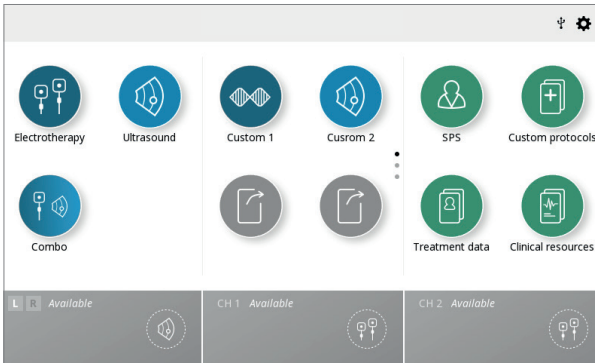 Electrotherapy
Ultrasound
Custom 1
Cusrom 2
SPS
Custom protocols
Combo
Treatment data
Clinical resources
L R Available
CH 1 Available
CH 2 Available